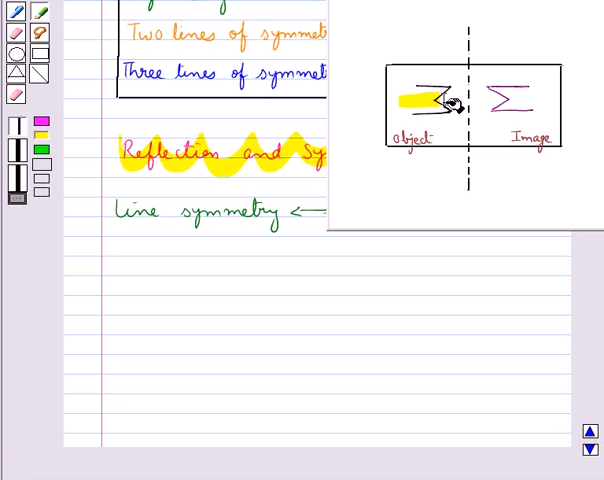 Two lines of symmet
Three lines of symmet
Reflection and Sy
Line symmetry ←
Object
Image